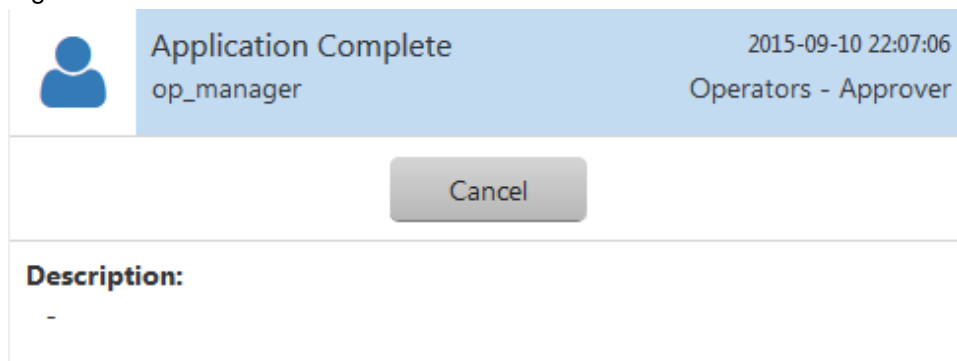 Application Complete 2015-09-10 22:07:06
op_manager Operators - Approver
Cancel
Description:
-